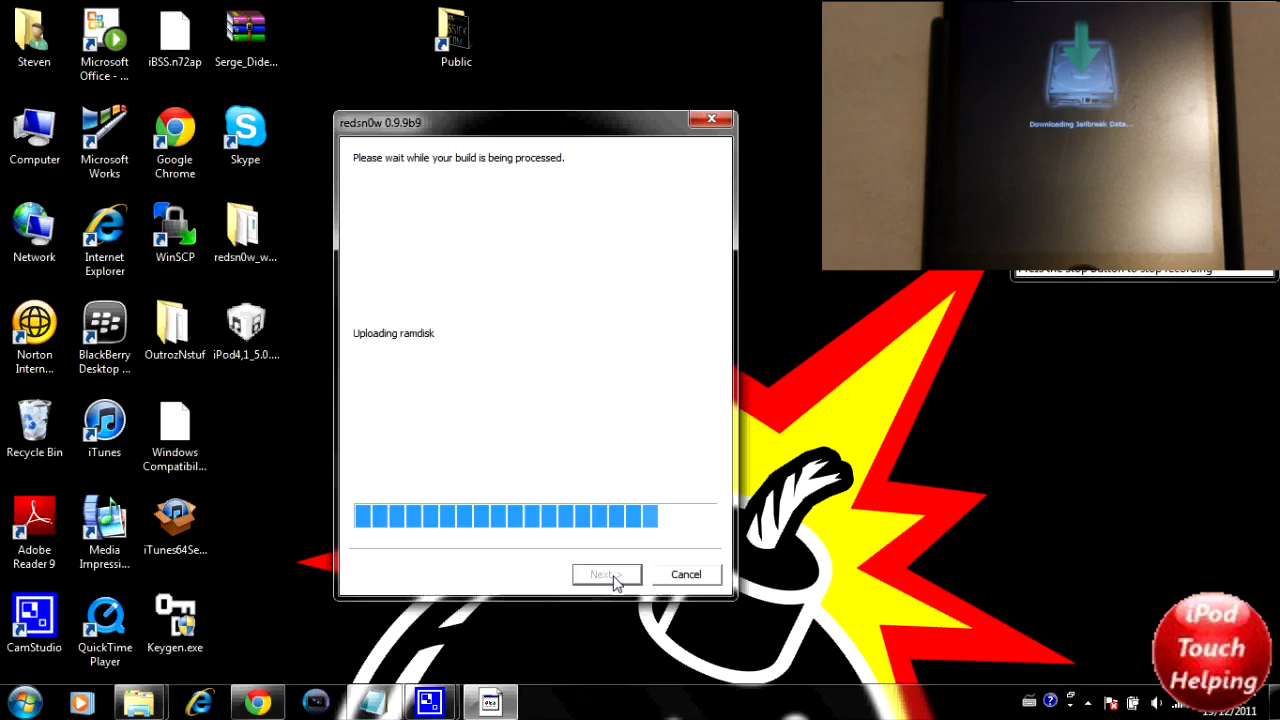 Steven
Microsoft
Office - ...
iBSS.n72ap
Serge_Dide...
Public
Computer
Microsoft
Works
Google
Chrome
Skype
Network
Internet
Explorer
WinSCP
redsn0w_w...
Norton
Intern...
BlackBerry
Desktop ...
OutrozNstuf
iPod4,1_5.0....
Recycle Bin
iTunes
Windows
Compatibil...
Adobe
Reader 9
Media
Impressi...
iTunes64Se...
CamStudio
QuickTime
Player
Keygen.exe
redsn0w 0.9.9b9
Please wait while your build is being processed.
Uploading ramdisk
Next >
Cancel
Downloading Jailbreak Data...
Press the stop button to stop recording
iPod
Touch
Helping
19/12/2011